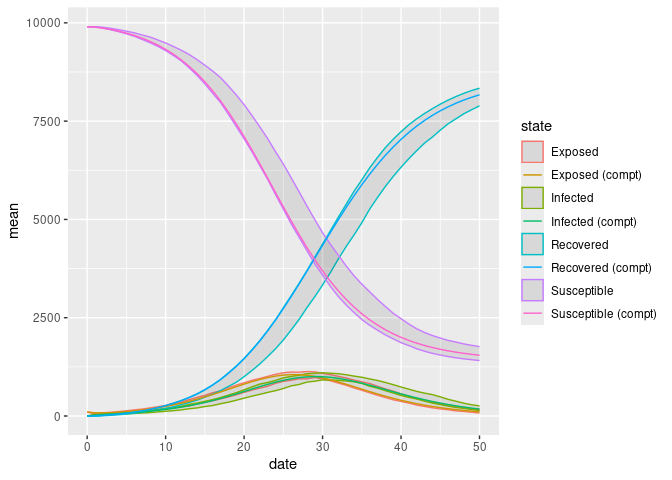 10000
7500
5000
2500
0
mean
0 10 20 30 40 50
date
state
Exposed
Exposed (compt)
Infected
Infected (compt)
Recovered
Recovered (compt)
Susceptible
Susceptible (compt)